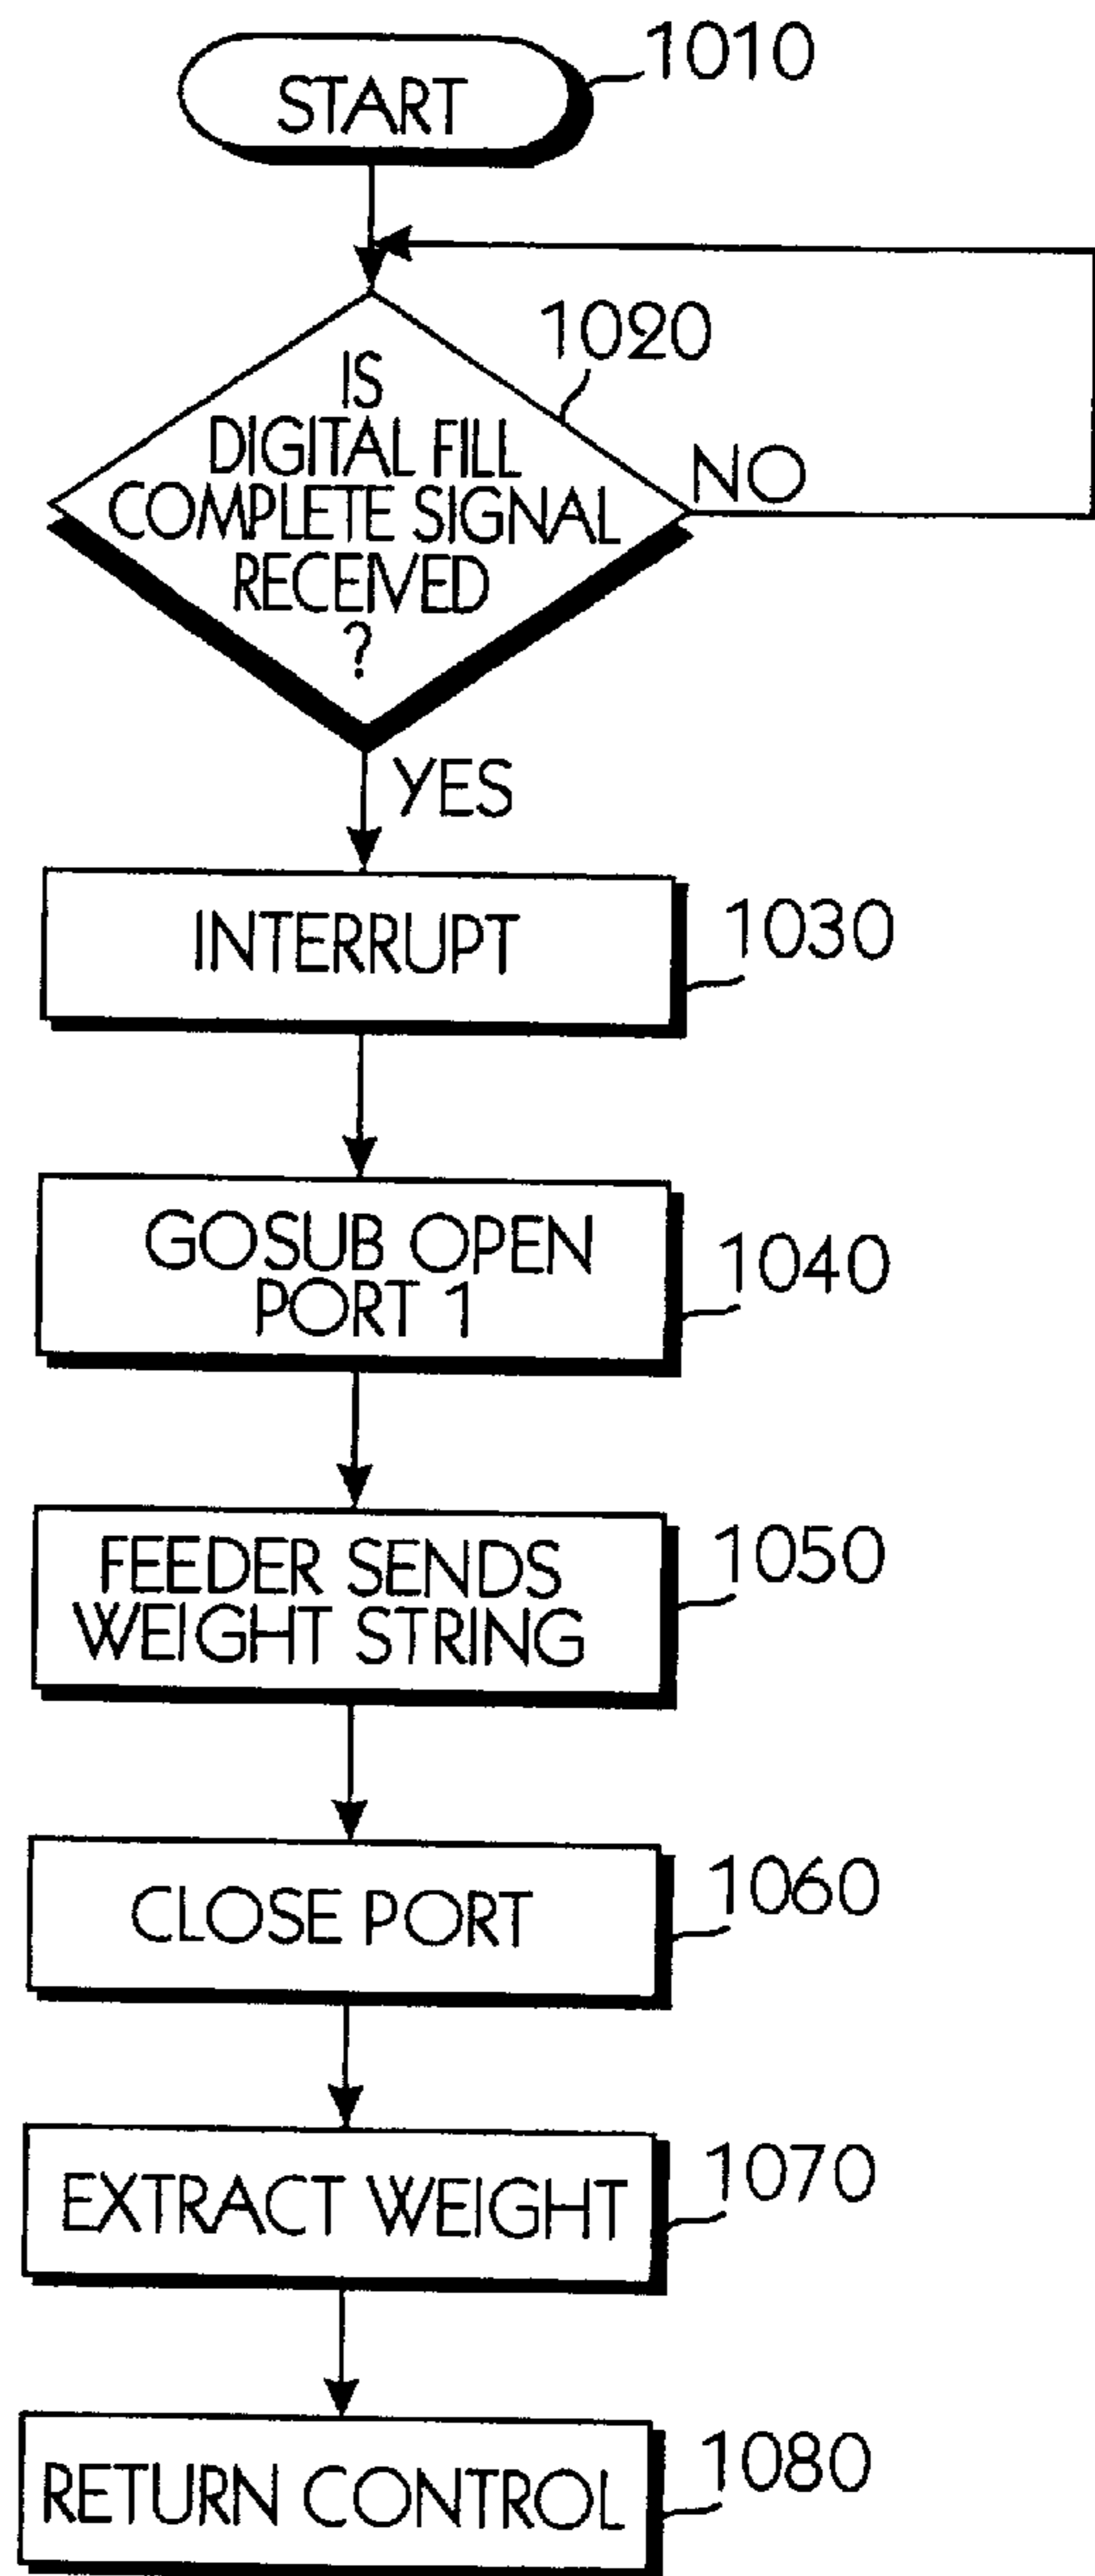 START
1010
IS
DIGITAL FILL
COMPLETE SIGNAL
RECEIVED
?
1020
NO
YES
INTERRUPT
1030
GOSUB OPEN
PORT 1
1040
FEEDER SENDS
WEIGHT STRING
1050
CLOSE PORT
1060
EXTRACT WEIGHT
1070
RETURN CONTROL
1080